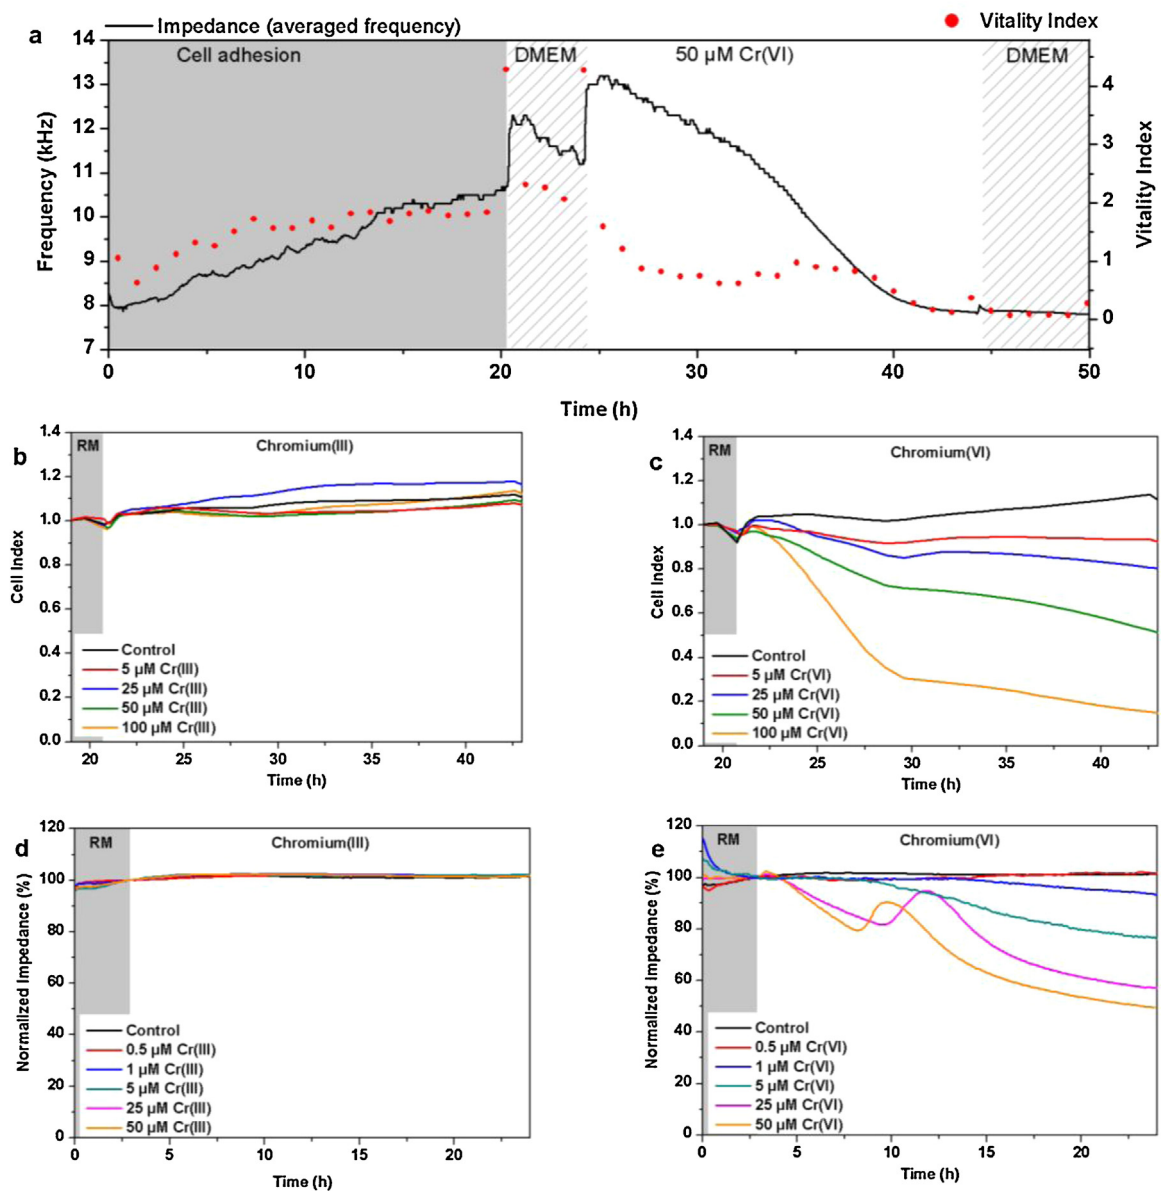 Impedance (averaged frequency) Vitality Index
a
Cell adhesion DMEM 50 µM Cr(VI) DMEM
14
13
12
11
10
9
8
7
Frequency (kHz)
4
3
2
1
0
Vitality Index
0 10 20 30 40 50
Time (h)
b
RM Chromium(III)
1.4
1.2
1.0
0.8
0.6
0.4
0.2
0.0
Cell Index
Control
5 µM Cr(III)
25 µM Cr(III)
50 µM Cr(III)
100 µM Cr(III)
20 25 30 35 40
Time (h)
c
RM Chromium(VI)
1.4
1.2
1.0
0.8
0.6
0.4
0.2
0.0
Cell Index
Control
5 µM Cr(VI)
25 µM Cr(VI)
50 µM Cr(VI)
100 µM Cr(VI)
20 25 30 35 40
Time (h)
d
RM Chromium(III)
120
100
80
60
40
20
0
Normalized Impedance (%)
Control
0.5 µM Cr(III)
1 µM Cr(III)
5 µM Cr(III)
25 µM Cr(III)
50 µM Cr(III)
0 5 10 15 20
Time (h)
e
RM Chromium(VI)
120
100
80
60
40
20
0
Normalized Impedance (%)
Control
0.5 µM Cr(VI)
1 µM Cr(VI)
5 µM Cr(VI)
25 µM Cr(VI)
50 µM Cr(VI)
0 5 10 15 20
Time (h)